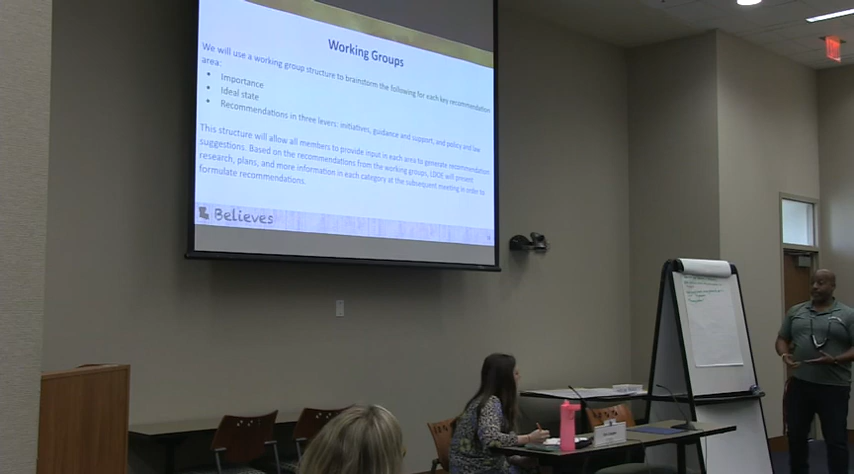 Working Groups
We will use a working group structure to brainstorm the following for each key recommendation
area:
• Importance
• Ideal state
• Recommendations in three levers: initiatives, guidance and support, and policy and law
This structure will allow all members to provide input in each area to generate recommendation
suggestions. Based on the recommendations from the working groups, LDOE will present
research, plans, and more information in each category at the subsequent meeting in order to
formulate recommendations.
Believes